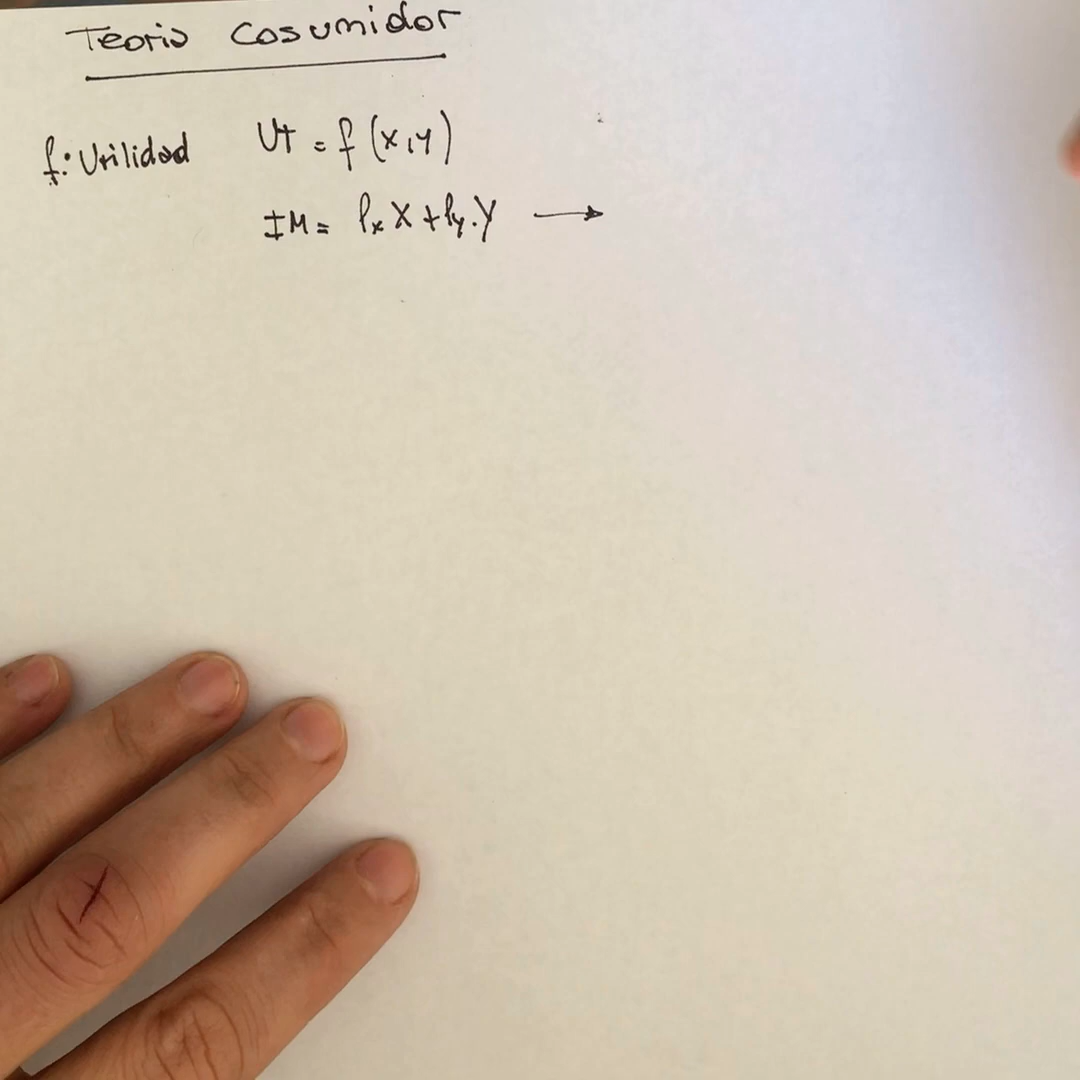 Teoria Cosumidor
f: Utilidad UT = f (x,y)
IM = Px X + Py . Y →